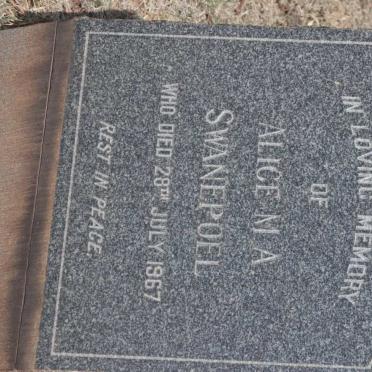 IN LOVING MEMORY
OF
ALICE N A
SWANEPOEL
WHO DIED 28TH JULY 1967
REST IN PEACE.